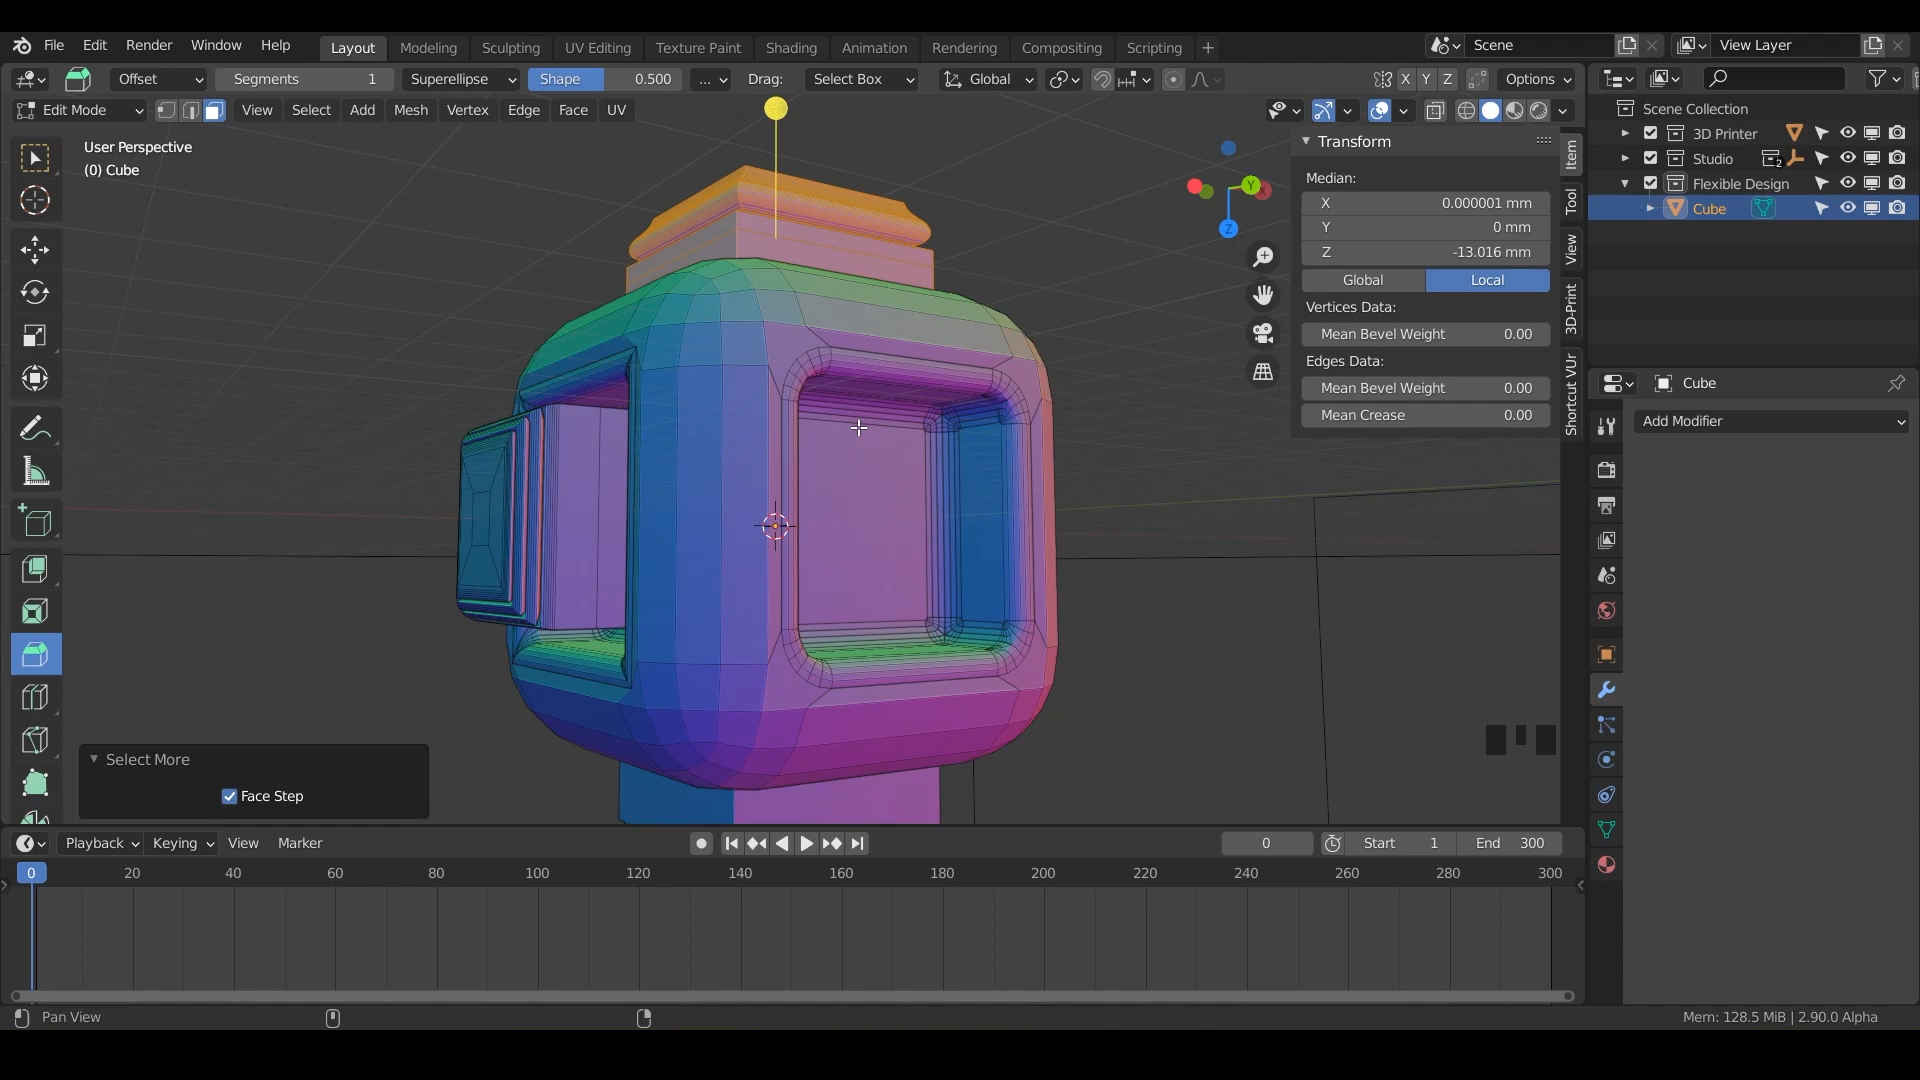 File Edit Render Window Help Layout Modeling Sculpting UV Editing Texture Paint Shading Animation Rendering Compositing Scripting + Scene View Layer
Offset Segments 1 Superellipse Shape 0.500 ... Drag: Select Box Global X Y Z Options
Edit Mode View Select Add Mesh Vertex Edge Face UV
Scene Collection
3D Printer
Studio 2
Flexible Design
Cube
User Perspective
(0) Cube
Y
X
Z
Transform
Median:
X 0.000001 mm
Y 0 mm
Z -13.016 mm
Global Local
Vertices Data:
Mean Bevel Weight 0.00
Edges Data:
Mean Bevel Weight 0.00
Mean Crease 0.00
Item
Tool
View
3D-Print
Shortcut VUr
Cube
Add Modifier
Select More
Face Step
Playback Keying View Marker 0 Start 1 End 300
0 20 40 60 80 100 120 140 160 180 200 220 240 260 280 300
Pan View Mem: 128.5 MiB | 2.90.0 Alpha